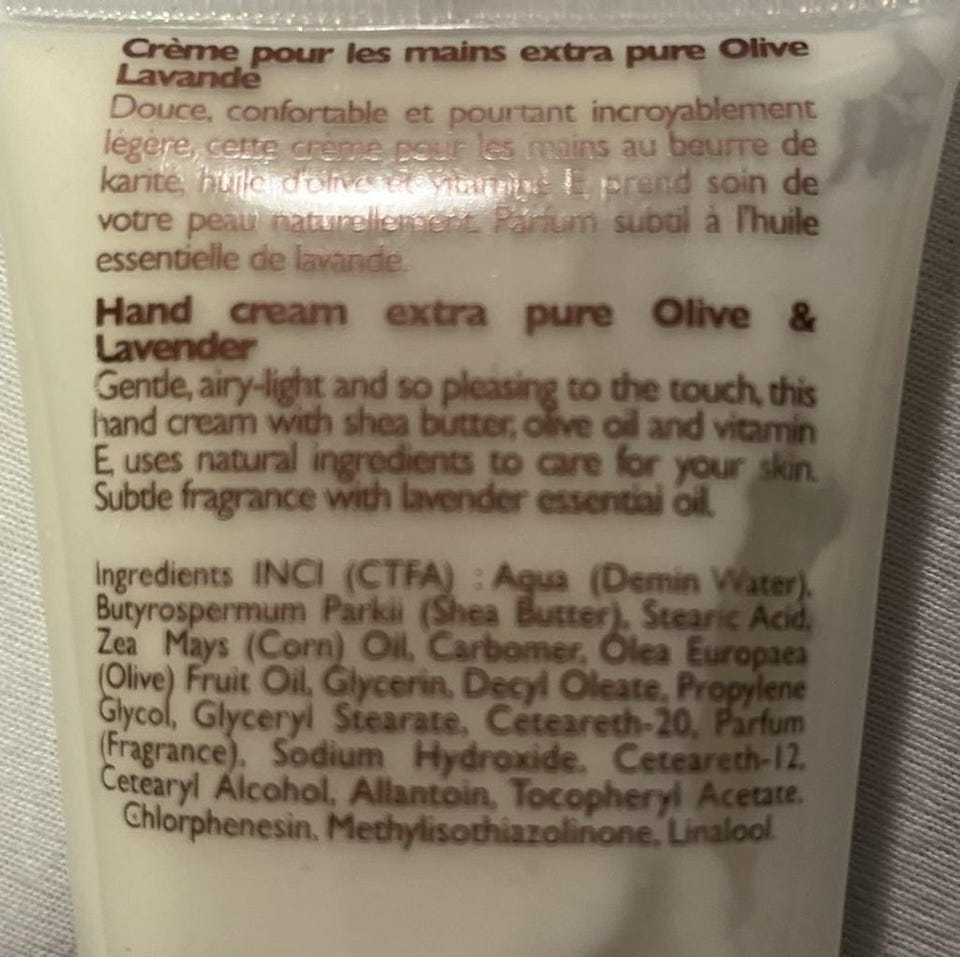 Crème pour les mains extra pure Olive
Lavande
Douce, confortable et pourtant incroyablement
légère, cette crème pour les mains au beurre de
karité, huile d'olive et vitamine E prend soin de
votre peau naturellement. Parfum subtil à l'huile
essentielle de lavande.
Hand cream extra pure Olive &
Lavender
Gentle, airy-light and so pleasing to the touch, this
hand cream with shea butter, olive oil and vitamin
E, uses natural ingredients to care for your skin.
Subtle fragrance with lavender essential oil.
Ingredients INCI (CTFA) : Aqua (Demin Water),
Butyrospermum Parkii (Shea Butter), Stearic Acid,
Zea Mays (Corn) Oil, Carbomer, Olea Europaea
(Olive) Fruit Oil, Glycerin, Decyl Oleate, Propylene
Glycol, Glyceryl Stearate, Ceteareth-20, Parfum
(Fragrance), Sodium Hydroxide, Ceteareth-12,
Cetearyl Alcohol, Allantoin, Tocopheryl Acetate,
Chlorphenesin, Methylisothiazolinone, Linalool